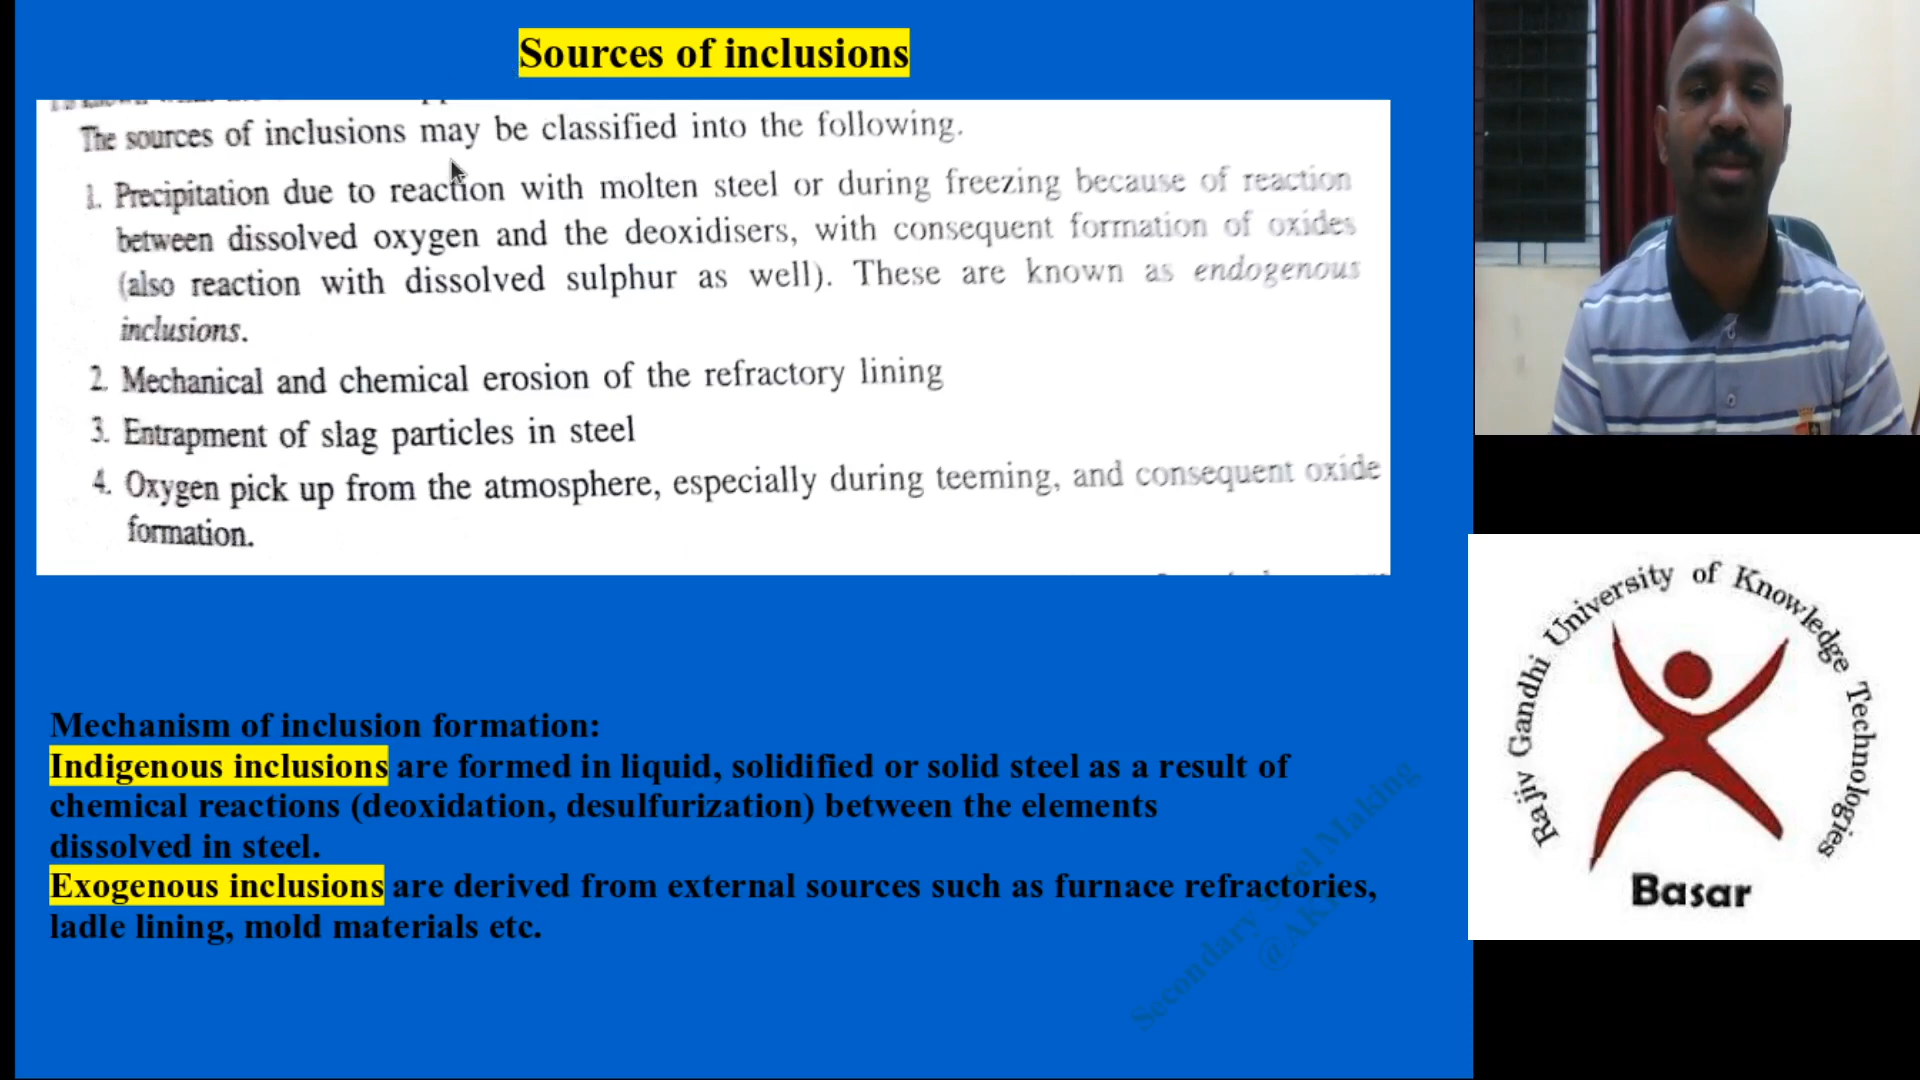 Sources of inclusions
The sources of inclusions may be classified into the following.
1. Precipitation due to reaction with molten steel or during freezing because of reaction
between dissolved oxygen and the deoxidisers, with consequent formation of oxides
(also reaction with dissolved sulphur as well). These are known as endogenous
inclusions.
2. Mechanical and chemical erosion of the refractory lining
3. Entrapment of slag particles in steel
4. Oxygen pick up from the atmosphere, especially during teeming, and consequent oxide
formation.
Mechanism of inclusion formation:
Indigenous inclusions are formed in liquid, solidified or solid steel as a result of
chemical reactions (deoxidation, desulfurization) between the elements
dissolved in steel.
Exogenous inclusions are derived from external sources such as furnace refractories,
ladle lining, mold materials etc.
Secondary Steel Making
Rajiv Gandhi University of Knowledge Technologies
Basar